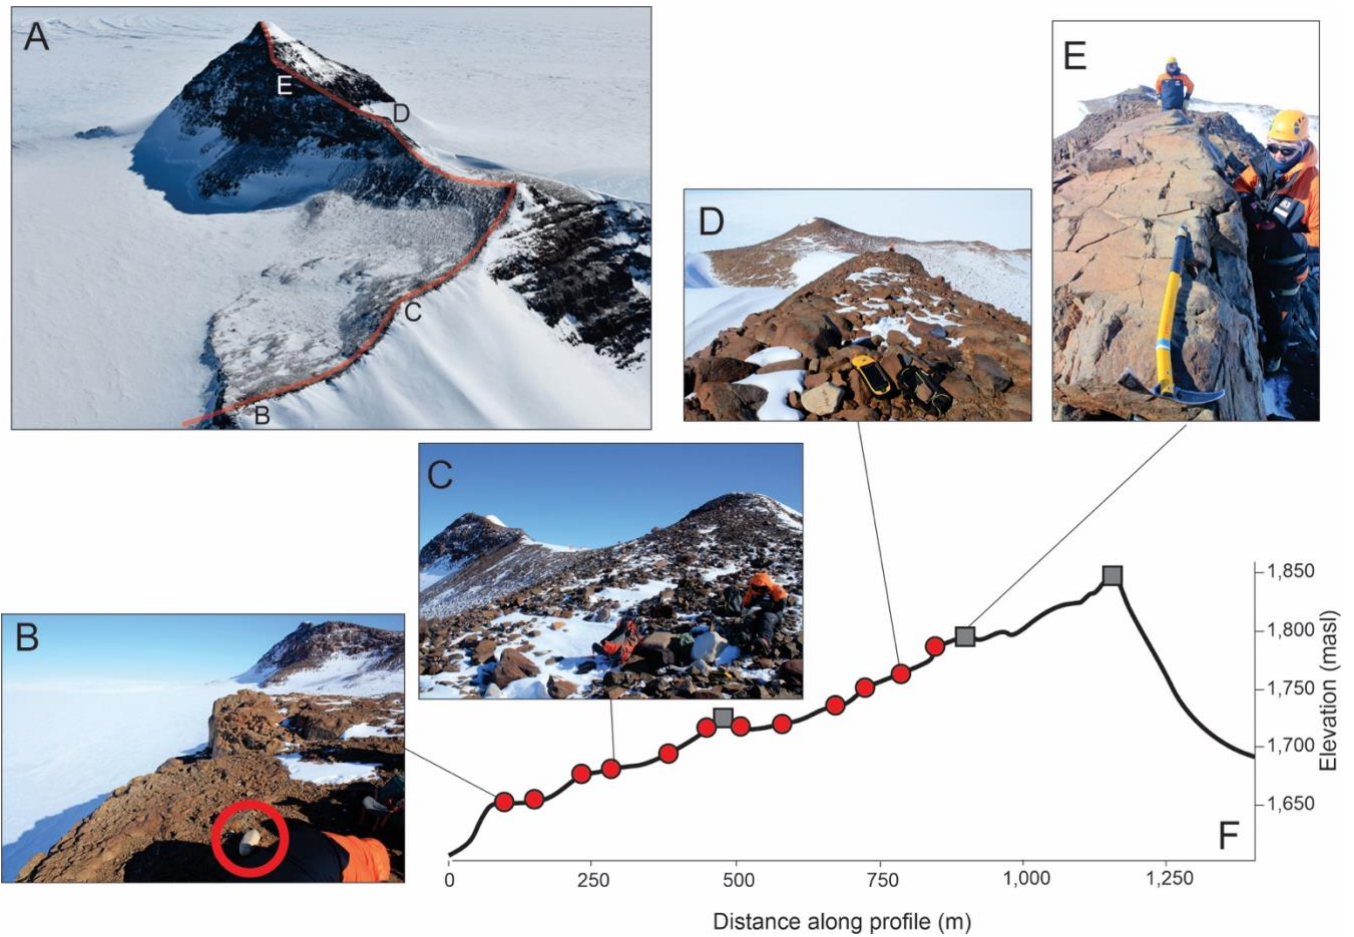 A
E
D
C
B
E
D
C
B
1,850
1,800
1,750
1,700
1,650
Elevation (masl)
F
0
250
500
750
1,000
1,250
Distance along profile (m)